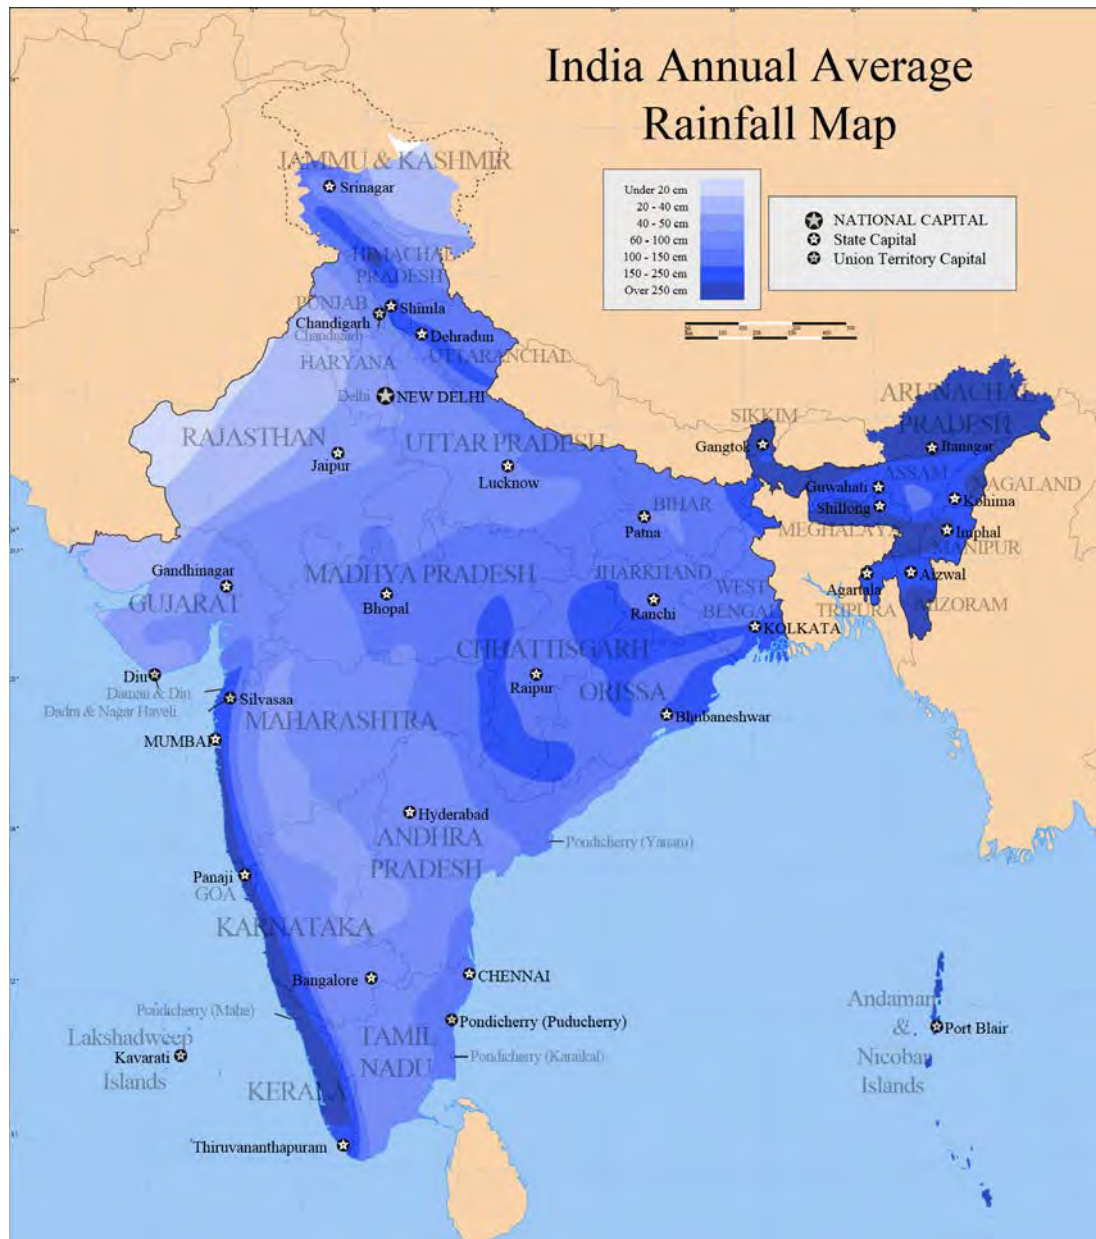 India Annual Average
Rainfall Map
Under 20 cm
20 - 40 cm
40 - 50 cm
60 - 100 cm
100 - 150 cm
150 - 250 cm
Over 250 cm
NATIONAL CAPITAL
State Capital
Union Territory Capital
JAMMU & KASHMIR
Srinagar
HIMACHAL
PRADESH
PUNJAB
Shimla
Chandigarh
Chandigarh
Dehradun
UTTARANCHAL
HARYANA
Delhi
NEW DELHI
ARUNACHAL
PRADESH
SIKKIM
Gangtok
Itanagar
RAJASTHAN
Jaipur
UTTAR PRADESH
Lucknow
ASSAM
Guwahati
NAGALAND
Kohima
Shillong
BIHAR
Patna
MEGHALAYA
Imphal
MANIPUR
Gandhinagar
GUJARAT
MADHYA PRADESH
Bhopal
JHARKHAND
Ranchi
WEST
BENGAL
KOLKATA
Agartala
TRIPURA
Aizwal
MIZORAM
CHHATTISGARH
Raipur
ORISSA
Bhubaneshwar
Diu
Daman & Diu
Dadra & Nagar Haveli
Silvasaa
MAHARASHTRA
MUMBAI
Hyderabad
ANDHRA
PRADESH
Pondicherry (Yanam)
Panaji
GOA
KARNATAKA
Bangalore
CHENNAI
Pondicherry (Mahe)
Pondicherry (Puducherry)
Lakshadweep
Kavarati
Islands
TAMIL
NADU
Pondicherry (Karaikal)
KERALA
Thiruvananthapuram
Andaman
&
Port Blair
Nicobar
Islands